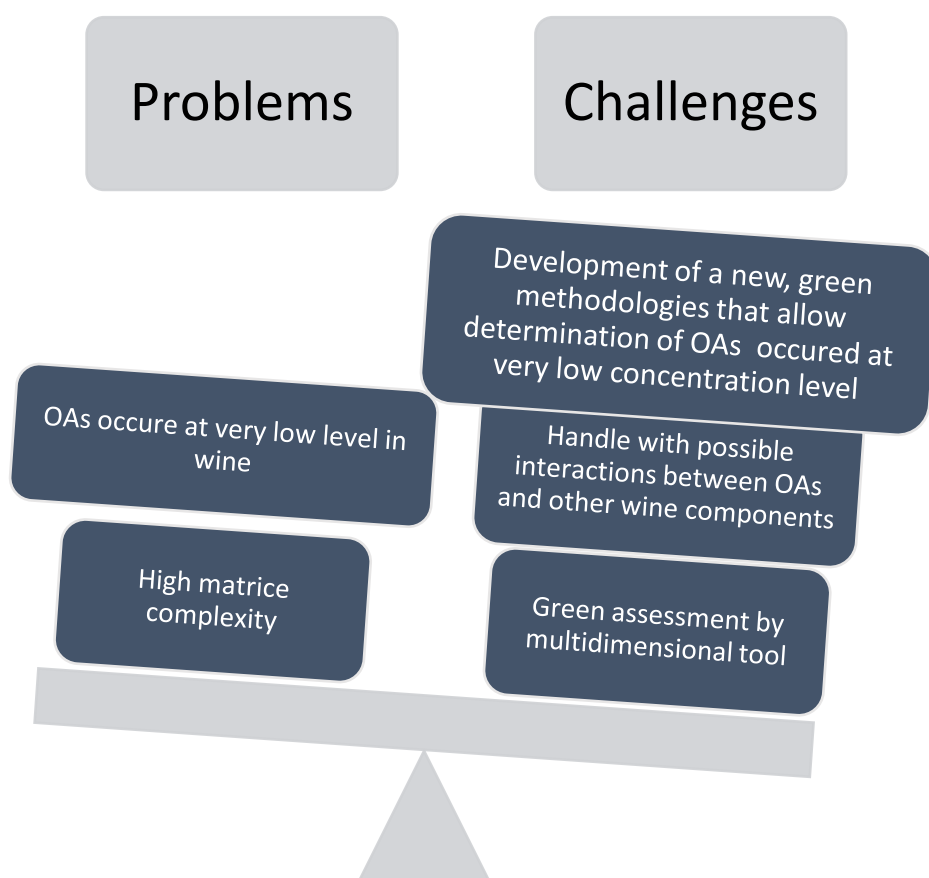 Problems
Challenges
Development of a new, green
methodologies that allow
determination of OAs  occured at
very low concentration level
OAs occure at very low level in
wine
Handle with possible
interactions between OAs
and other wine components
High matrice
complexity
Green assessment by
multidimensional tool